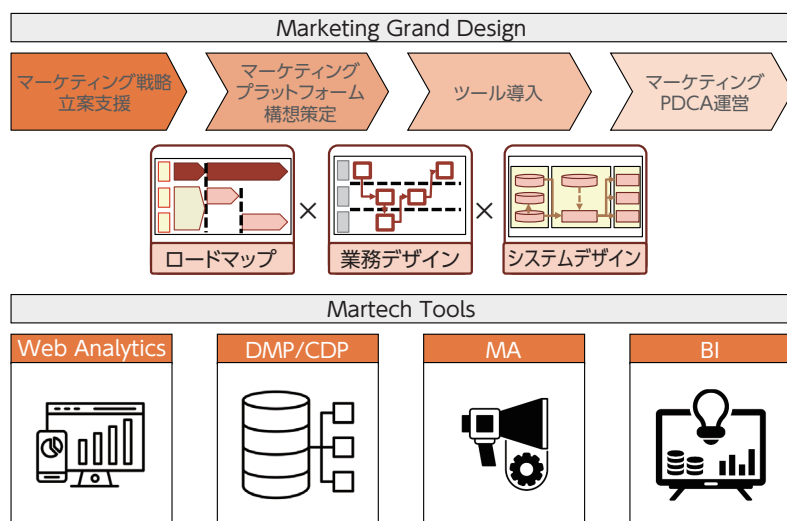 Marketing Grand Design
マーケティング戦略
立案支援
マーケティング
プラットフォーム
構想策定
ツール導入
マーケティング
PDCA運営
ロードマップ
×
業務デザイン
×
システムデザイン
Martech Tools
Web Analytics
DMP/CDP
MA
BI